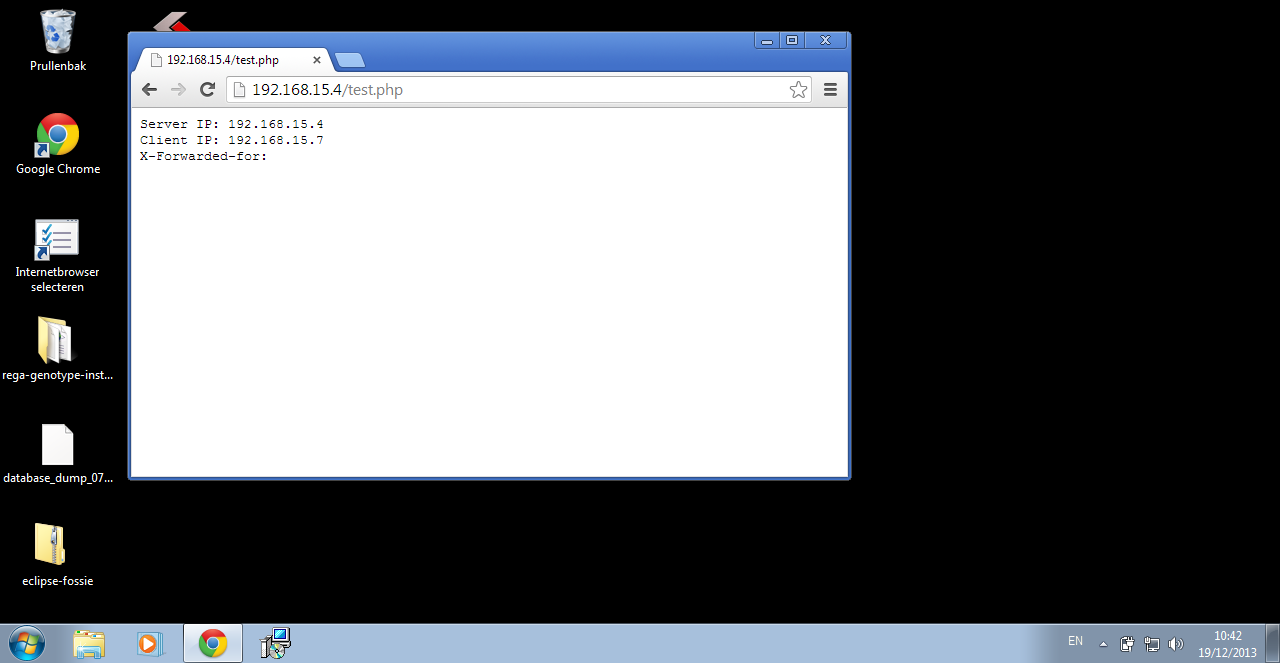 Prullenbak
Google Chrome
Internetbrowser
selecteren
rega-genotype-inst...
database_dump_07...
eclipse-fossie
192.168.15.4/test.php
192.168.15.4/test.php
Server IP: 192.168.15.4
Client IP: 192.168.15.7
X-Forwarded-for:
EN
10:42
19/12/2013